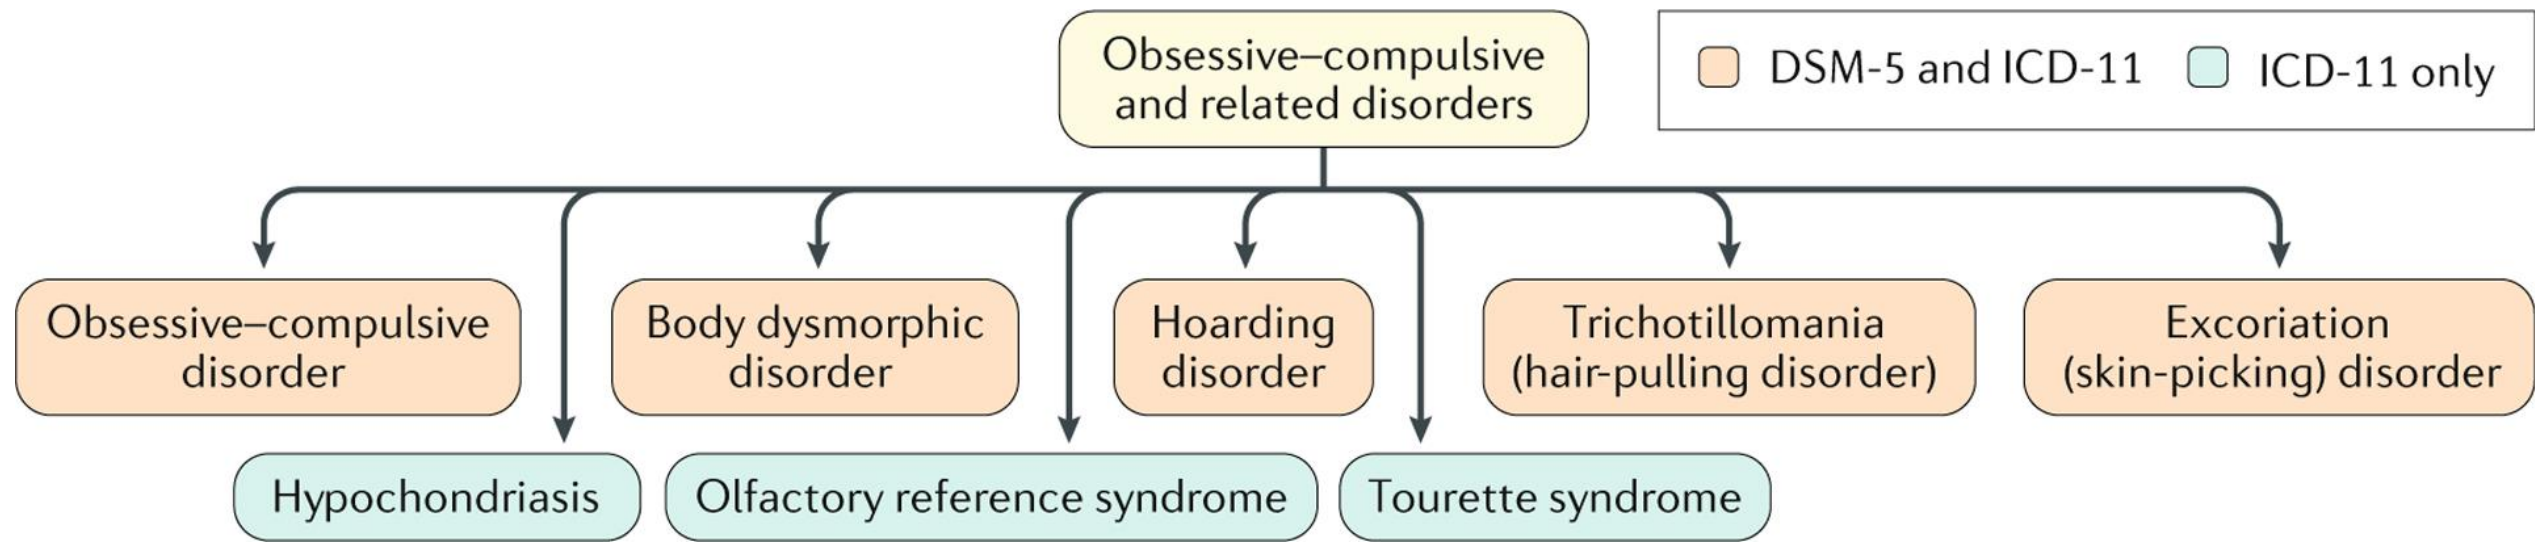 Obsessive–compulsive
and related disorders
DSM-5 and ICD-11
ICD-11 only
Obsessive–compulsive
disorder
Body dysmorphic
disorder
Hoarding
disorder
Trichotillomania
(hair-pulling disorder)
Excoriation
(skin-picking) disorder
Hypochondriasis
Olfactory reference syndrome
Tourette syndrome